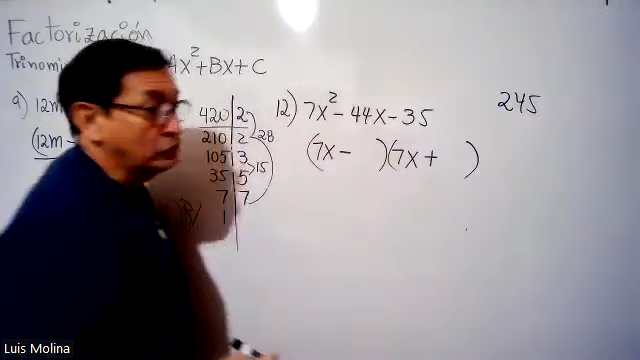 Factorización
Trinomi AX²+BX+C
a) 12m
(12m -
420 | 2
210 | 2
28
105 | 3
35 | 5
15
7 | 7
1
12) 7x² - 44x - 35
(7x -   )(7x +   )
245
Luis Molina